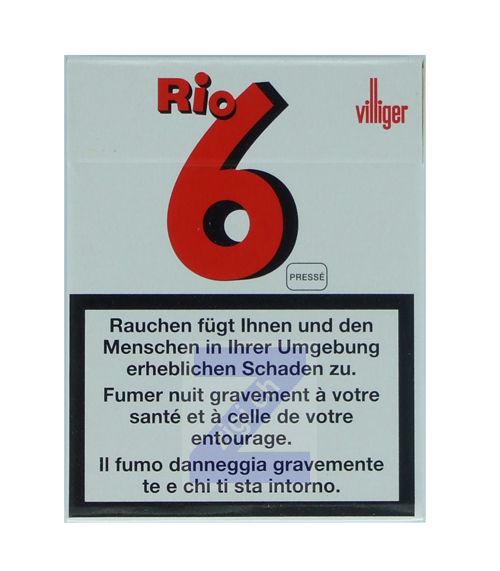 Rio
6
villiger
PRESSÉ
Rauchen fügt Ihnen und den
Menschen in Ihrer Umgebung
erheblichen Schaden zu.
Fumer nuit gravement à votre
santé et à celle de votre
entourage.
Il fumo danneggia gravemente
te e chi ti sta intorno.